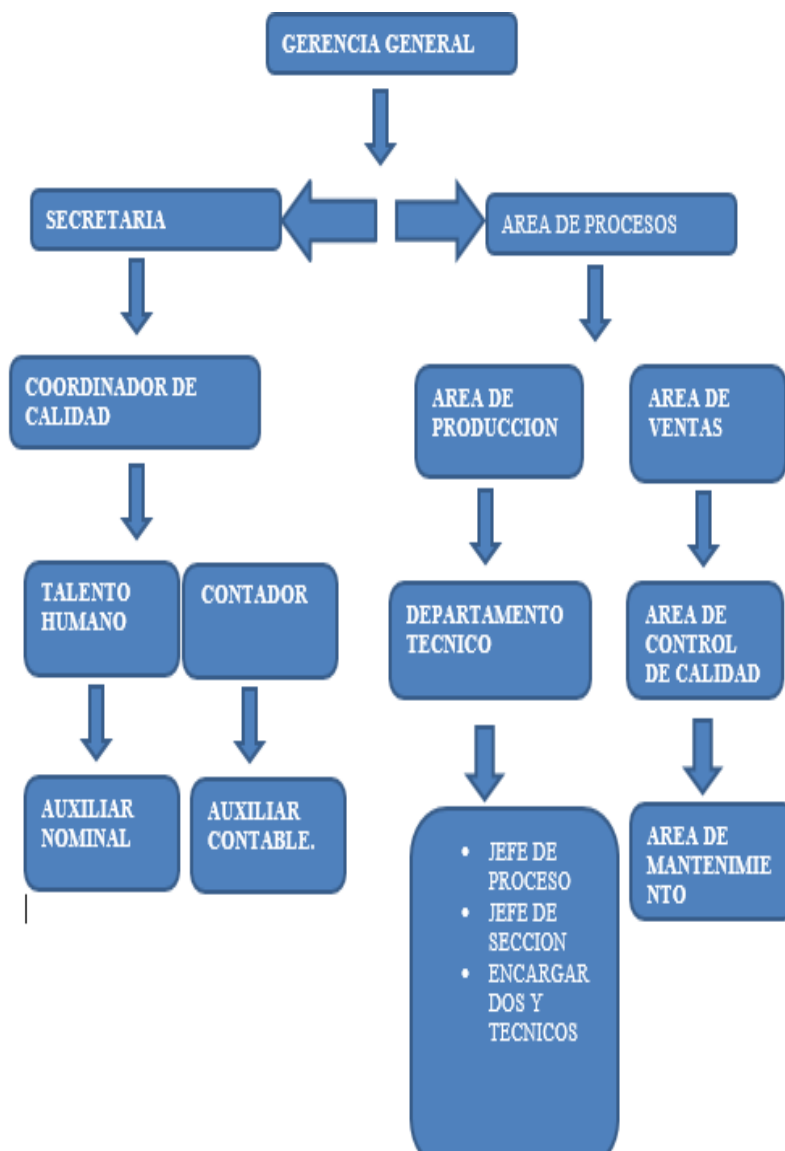 GERENCIA GENERAL
SECRETARIA
AREA DE PROCESOS
COORDINADOR DE
CALIDAD
AREA DE
PRODUCCION
AREA DE
VENTAS
TALENTO
HUMANO
CONTADOR
DEPARTAMENTO
TECNICO
AREA DE
CONTROL
DE CALIDAD
AUXILIAR
NOMINAL
AUXILIAR
CONTABLE.
• JEFE DE
PROCESO
• JEFE DE
SECCION
• ENCARGAR
DOS Y
TECNICOS
AREA DE
MANTENIMIE
NTO